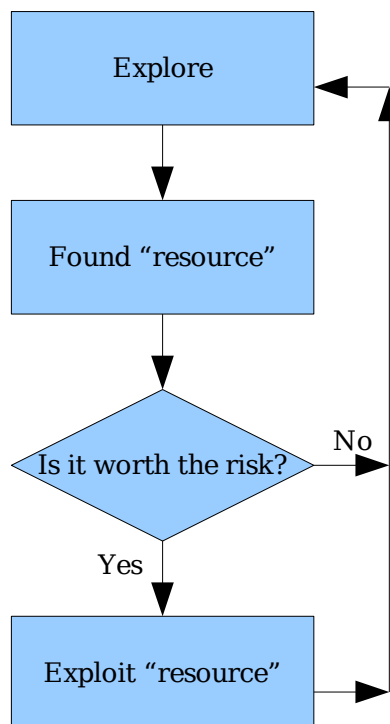 Explore
Found “resource”
Is it worth the risk?
No
Yes
Exploit “resource”